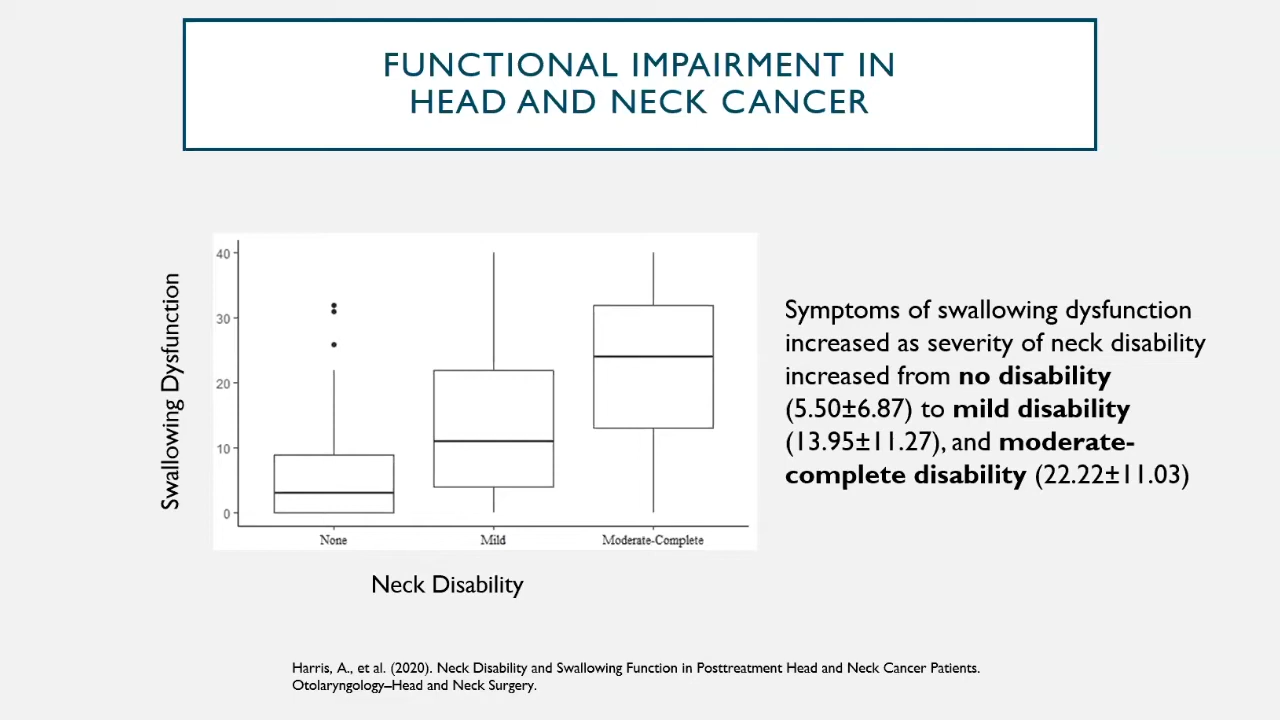 FUNCTIONAL IMPAIRMENT IN
HEAD AND NECK CANCER
Swallowing Dysfunction
40
30
20
10
0
None
Mild
Moderate-Complete
Neck Disability
Symptoms of swallowing dysfunction
increased as severity of neck disability
increased from no disability
(5.50±6.87) to mild disability
(13.95±11.27), and moderate-
complete disability (22.22±11.03)
Harris, A., et al. (2020). Neck Disability and Swallowing Function in Posttreatment Head and Neck Cancer Patients.
Otolaryngology–Head and Neck Surgery.